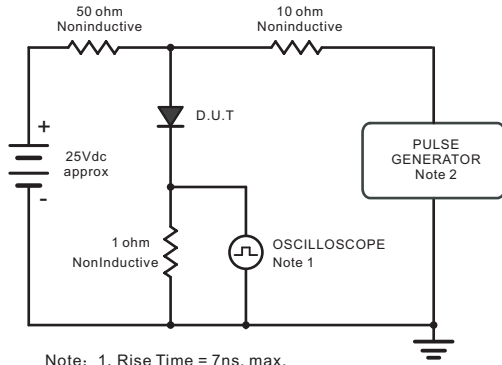 50 ohm
Noninductive
10 ohm
Noninductive
D.U.T
+
25Vdc
approx
-
PULSE
GENERATOR
Note 2
1 ohm
NonInductive
OSCILLOSCOPE
Note 1
Note: 1. Rise Time = 7ns, max.